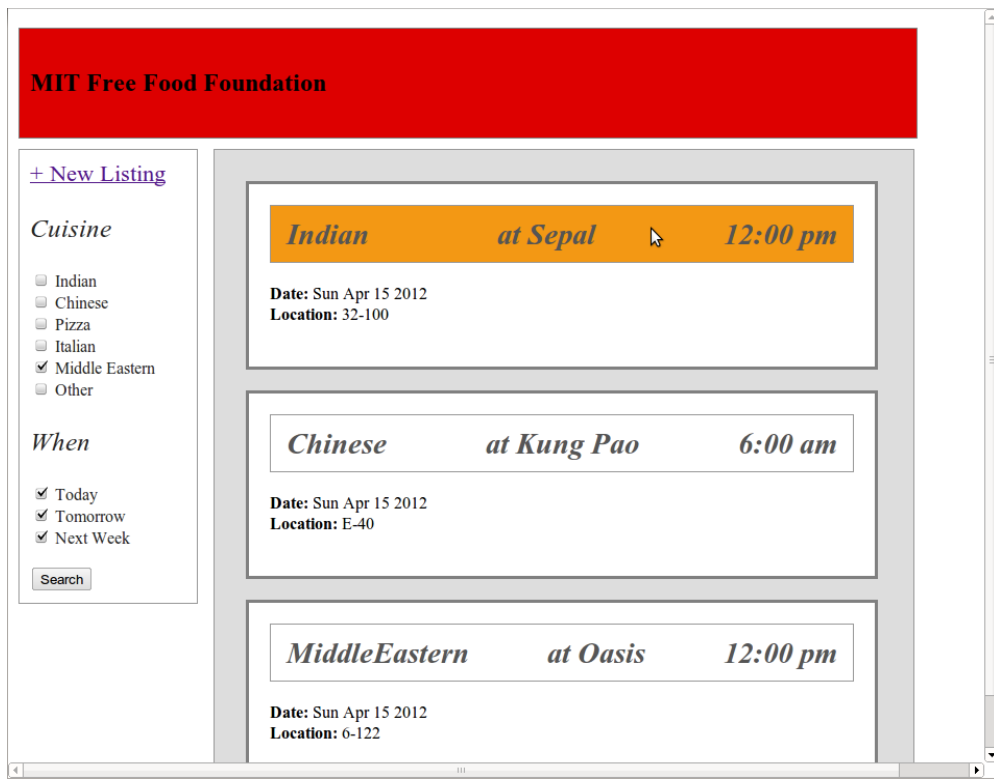 MIT Free Food Foundation
+ New Listing
Cuisine
Indian
Chinese
Pizza
Italian
Middle Eastern
Other
When
Today
Tomorrow
Next Week
Search
Indian at Sepal 12:00 pm
Date: Sun Apr 15 2012
Location: 32-100
Chinese at Kung Pao 6:00 am
Date: Sun Apr 15 2012
Location: E-40
MiddleEastern at Oasis 12:00 pm
Date: Sun Apr 15 2012
Location: 6-122